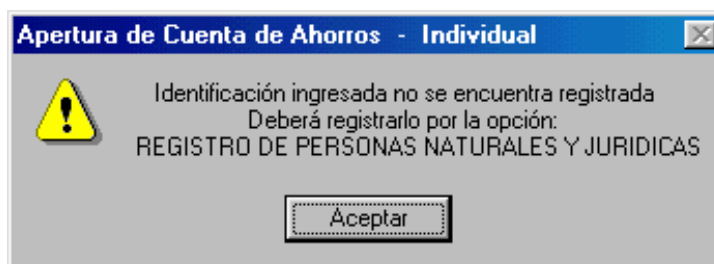 Apertura de Cuenta de Ahorros - Individual
Identificación ingresada no se encuentra registrada
Deberá registrarlo por la opción:
REGISTRO DE PERSONAS NATURALES Y JURIDICAS
Aceptar